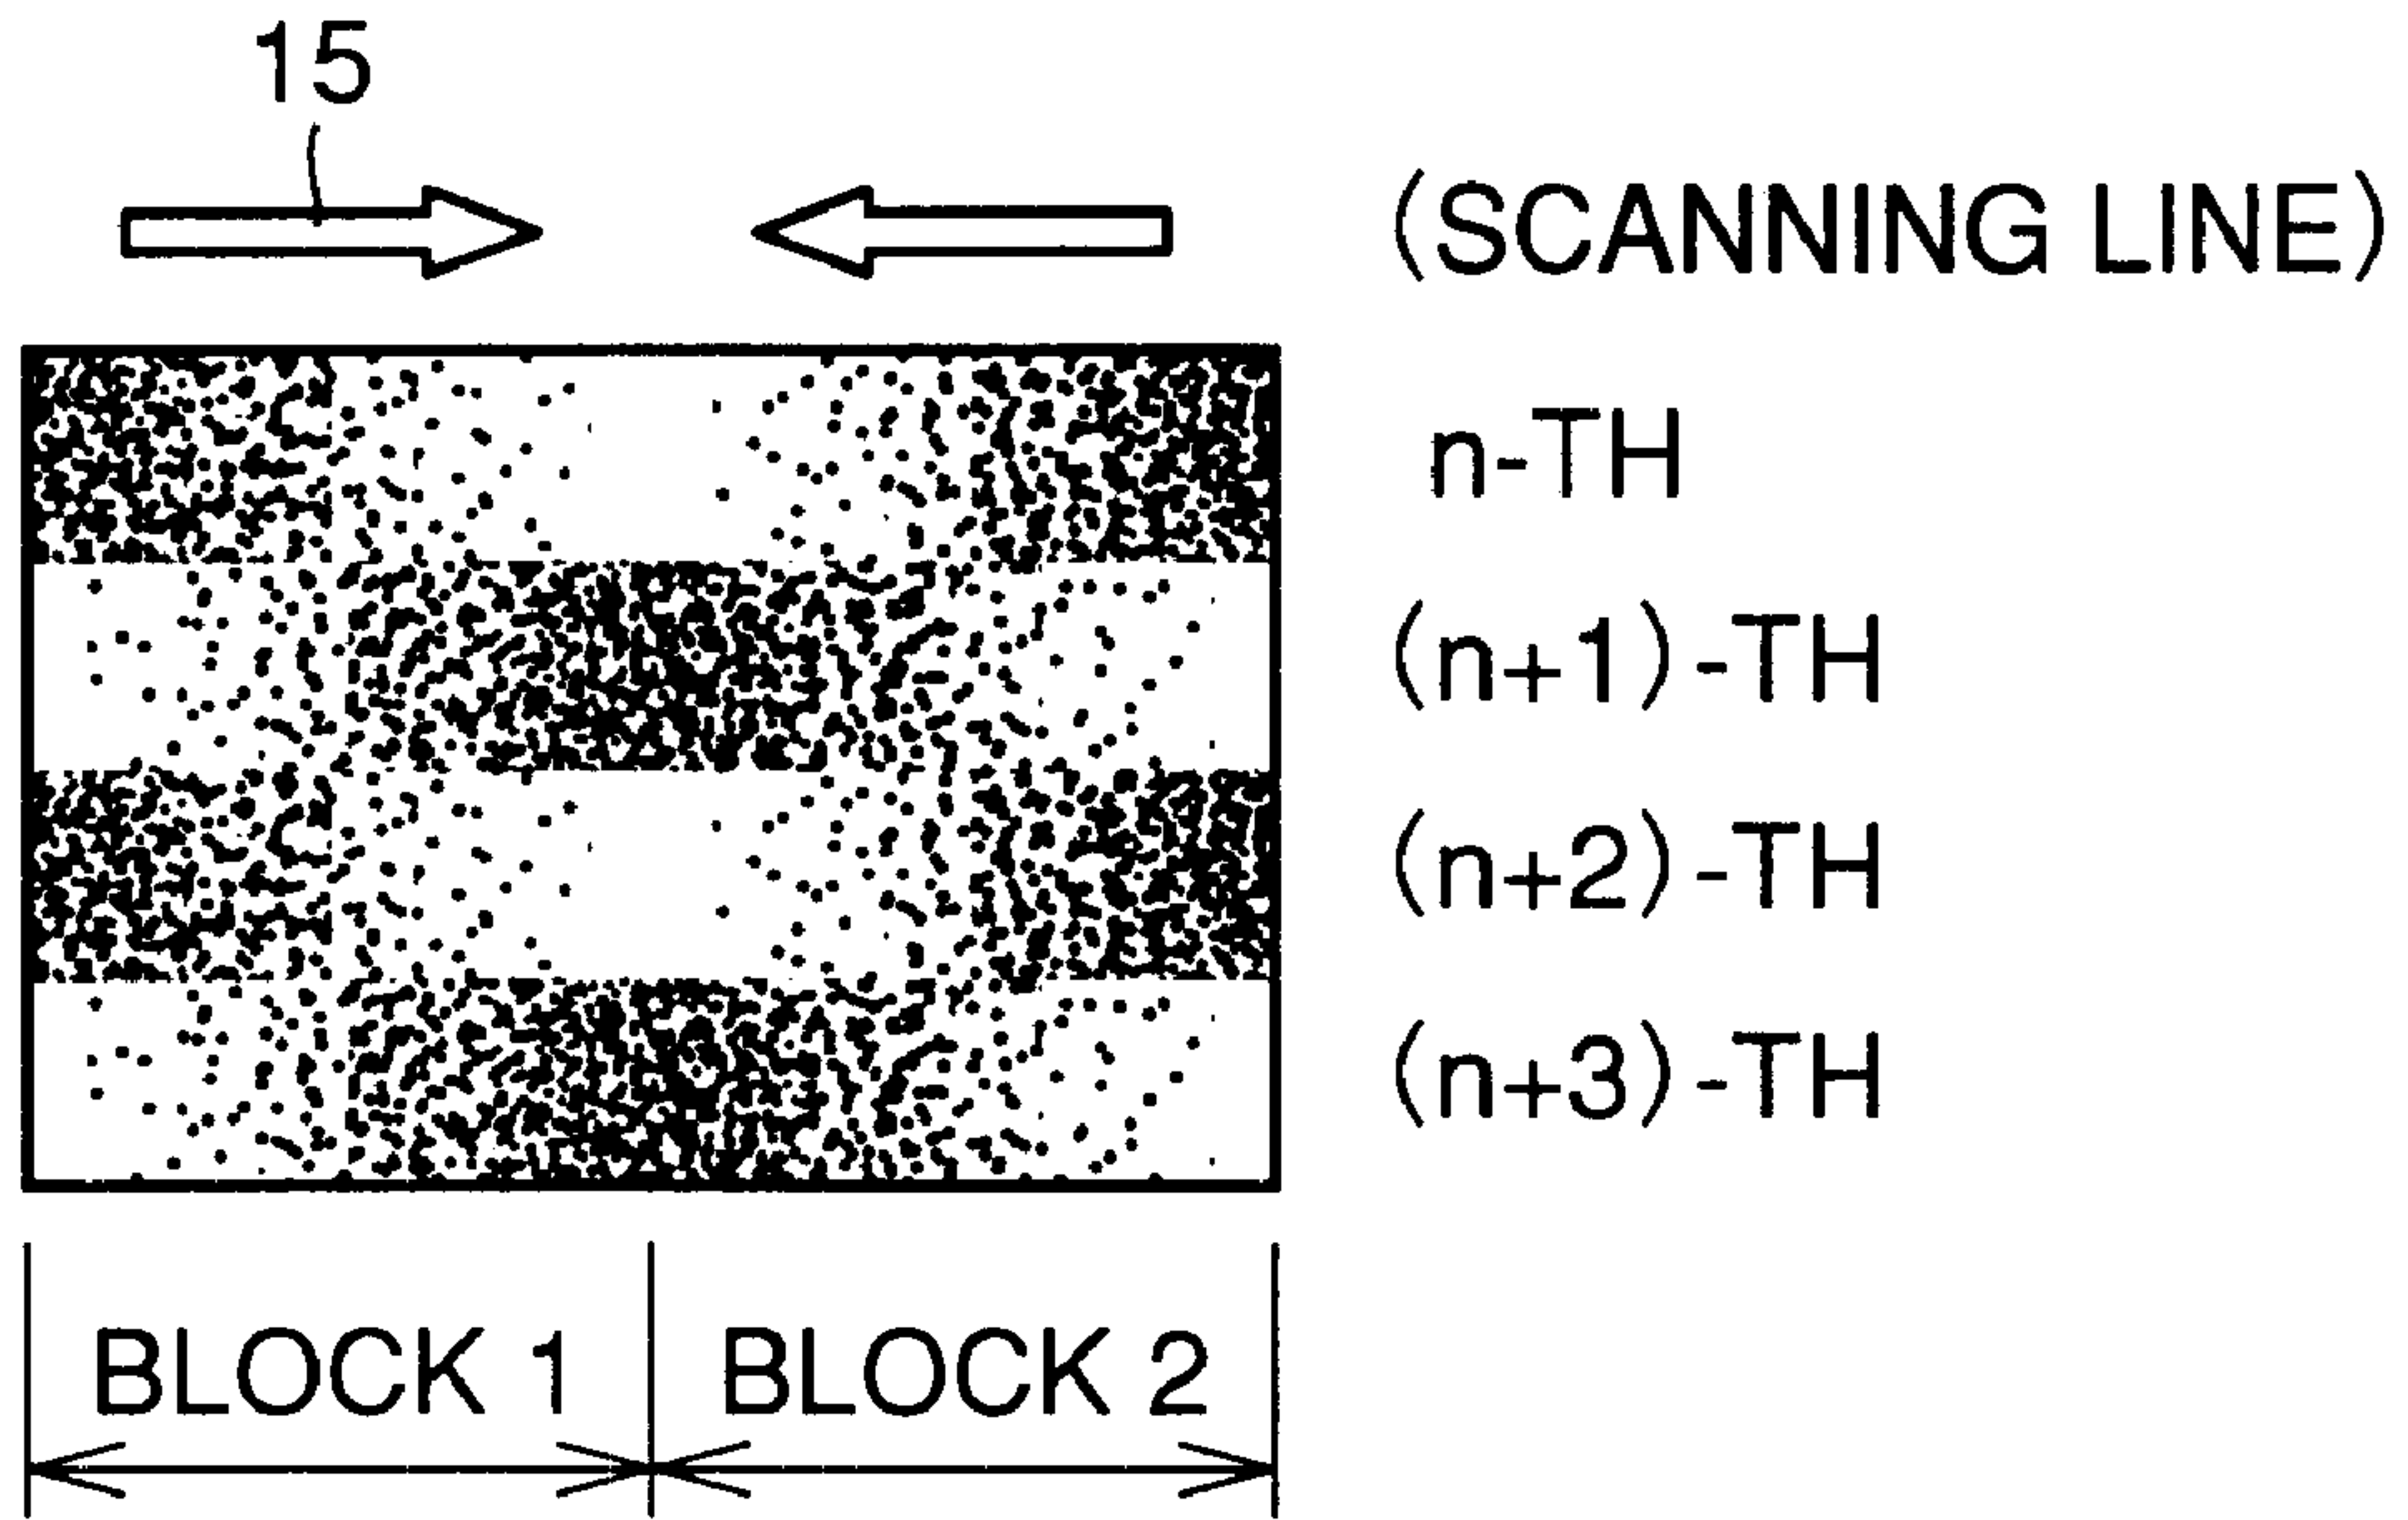 15
(SCANNING LINE)
n-TH
(n+1)-TH
(n+2)-TH
(n+3)-TH
BLOCK 1 BLOCK 2